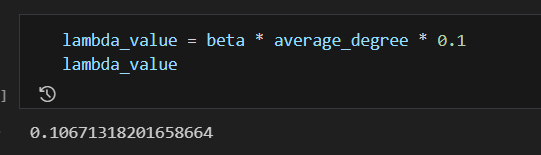 lambda_value = beta * average_degree * 0.1
lambda_value
]
0.10671318201658664